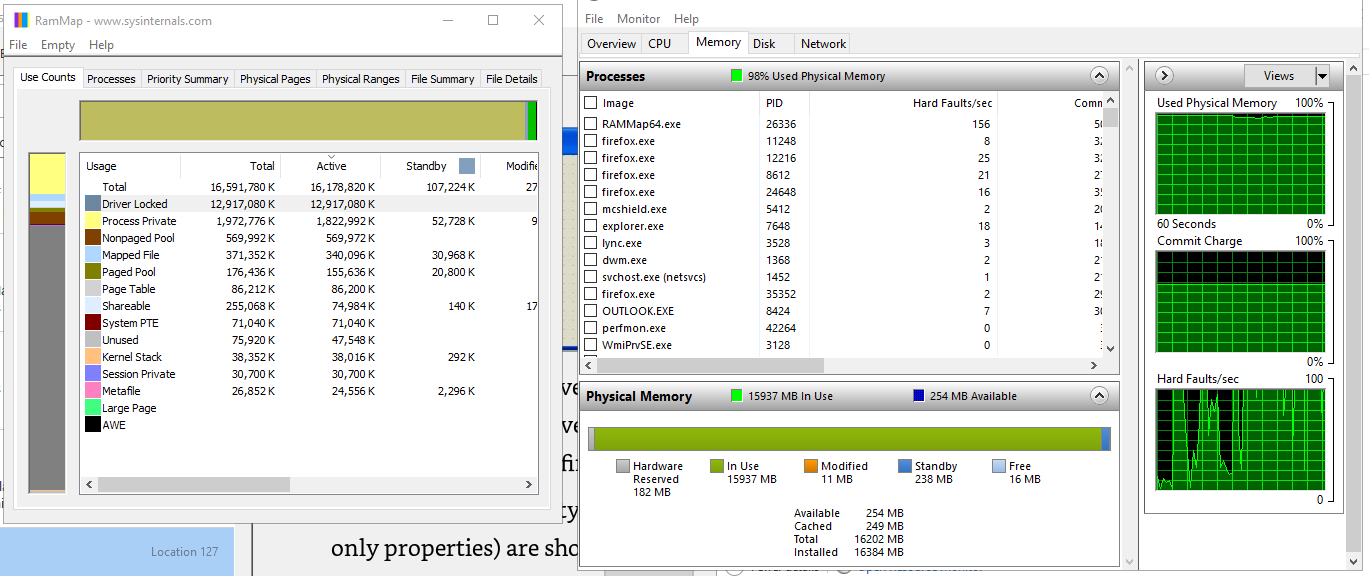 RamMap - www.sysinternals.com
File Empty Help
Use Counts Processes Priority Summary Physical Pages Physical Ranges File Summary File Details
Usage Total Active Standby Modifie
Total 16,591,780 K 16,178,820 K 107,224 K 27
Driver Locked 12,917,080 K 12,917,080 K
Process Private 1,972,776 K 1,822,992 K 52,728 K 9
Nonpaged Pool 569,992 K 569,972 K
Mapped File 371,352 K 340,096 K 30,968 K
Paged Pool 176,436 K 155,636 K 20,800 K
Page Table 86,212 K 86,200 K
Shareable 255,068 K 74,984 K 140 K 17
System PTE 71,040 K 71,040 K
Unused 75,920 K 47,548 K
Kernel Stack 38,352 K 38,016 K 292 K
Session Private 30,700 K 30,700 K
Metafile 26,852 K 24,556 K 2,296 K
Large Page
AWE
Location 127
only properties) are sho
File Monitor Help
Overview CPU Memory Disk Network
Processes 98% Used Physical Memory
Image PID Hard Faults/sec Comm
RAMMap64.exe 26336 156 50
firefox.exe 11248 8 32
firefox.exe 12216 25 32
firefox.exe 8612 21 27
firefox.exe 24648 16 35
mcshield.exe 5412 2 20
explorer.exe 7648 18 14
lync.exe 3528 3 18
dwm.exe 1368 2 21
svchost.exe (netsvcs) 1452 1 21
firefox.exe 35352 2 29
OUTLOOK.EXE 8424 7 30
perfmon.exe 42264 0
WmiPrvSE.exe 3128 0
Physical Memory 15937 MB In Use 254 MB Available
Hardware Reserved 182 MB
In Use 15937 MB
Modified 11 MB
Standby 238 MB
Free 16 MB
Available 254 MB
Cached 249 MB
Total 16202 MB
Installed 16384 MB
Views
Used Physical Memory 100%
60 Seconds 0%
Commit Charge 100%
0%
Hard Faults/sec 100
0